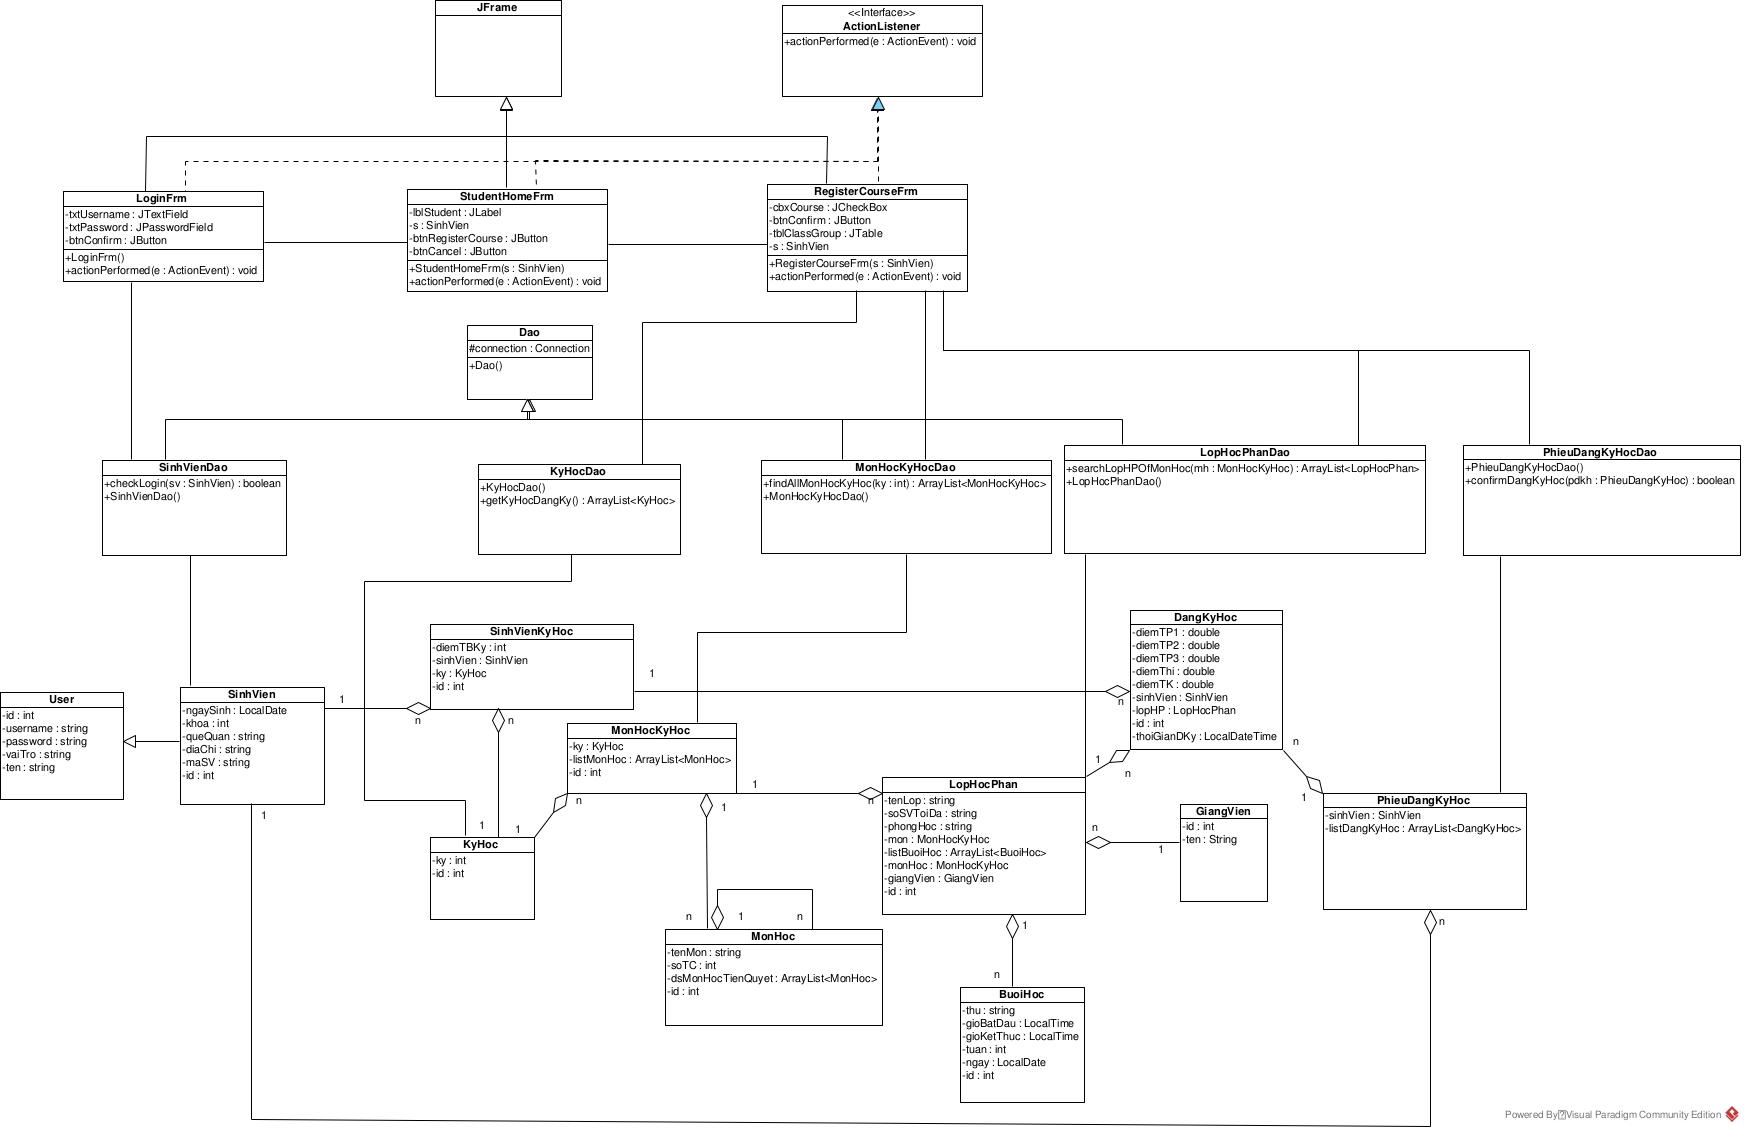 JFrame
<<Interface>>
ActionListener
+actionPerformed(e : ActionEvent) : void
LoginFrm
-txtUsername : JTextField
-txtPassword : JPasswordField
-btnConfirm : JButton
+LoginFrm()
+actionPerformed(e : ActionEvent) : void
StudentHomeFrm
-lblStudent : JLabel
-s : SinhVien
-btnRegisterCourse : JButton
-btnCancel : JButton
+StudentHomeFrm(s : SinhVien)
+actionPerformed(e : ActionEvent) : void
RegisterCourseFrm
-cbxCourse : JCheckBox
-btnConfirm : JButton
-tblClassGroup : JTable
-s : SinhVien
+RegisterCourseFrm(s : SinhVien)
+actionPerformed(e : ActionEvent) : void
Dao
#connection : Connection
+Dao()
SinhVienDao
+checkLogin(sv : SinhVien) : boolean
+SinhVienDao()
KyHocDao
+KyHocDao()
+getKyHocDangKy() : ArrayList<KyHoc>
MonHocKyHocDao
+findAllMonHocKyHoc(ky : int) : ArrayList<MonHocKyHoc>
+MonHocKyHocDao()
LopHocPhanDao
+searchLopHPOfMonHoc(mh : MonHocKyHoc) : ArrayList<LopHocPhan>
+LopHocPhanDao()
PhieuDangKyHocDao
+PhieuDangKyHocDao()
+confirmDangKyHoc(pdkh : PhieuDangKyHoc) : boolean
User
-id : int
-username : string
-password : string
-vaiTro : string
-ten : string
SinhVien
-ngaySinh : LocalDate
-khoa : int
-queQuan : string
-diaChi : string
-maSV : string
-id : int
1
1
n
SinhVienKyHoc
-diemTBKy : int
-sinhVien : SinhVien
-ky : KyHoc
-id : int
n
1
1
1
n
KyHoc
-ky : int
-id : int
MonHocKyHoc
-ky : KyHoc
-listMonHoc : ArrayList<MonHoc>
-id : int
n
1
1
n
n
1
n
MonHoc
-tenMon : string
-soTC : int
-dsMonHocTienQuyet : ArrayList<MonHoc>
-id : int
DangKyHoc
-diemTP1 : double
-diemTP2 : double
-diemTP3 : double
-diemThi : double
-diemTK : double
-sinhVien : SinhVien
-lopHP : LopHocPhan
-id : int
-thoiGianDKy : LocalDateTime
n
1
n
n
1
LopHocPhan
-tenLop : string
-soSVToiDa : string
-phongHoc : string
-mon : MonHocKyHoc
-listBuoiHoc : ArrayList<BuoiHoc>
-monHoc : MonHocKyHoc
-giangVien : GiangVien
-id : int
n
1
GiangVien
-id : int
-ten : String
PhieuDangKyHoc
-sinhVien : SinhVien
-listDangKyHoc : ArrayList<DangKyHoc>
n
1
n
BuoiHoc
-thu : string
-gioBatDau : LocalTime
-gioKetThuc : LocalTime
-tuan : int
-ngay : LocalDate
-id : int
Powered By Visual Paradigm Community Edition